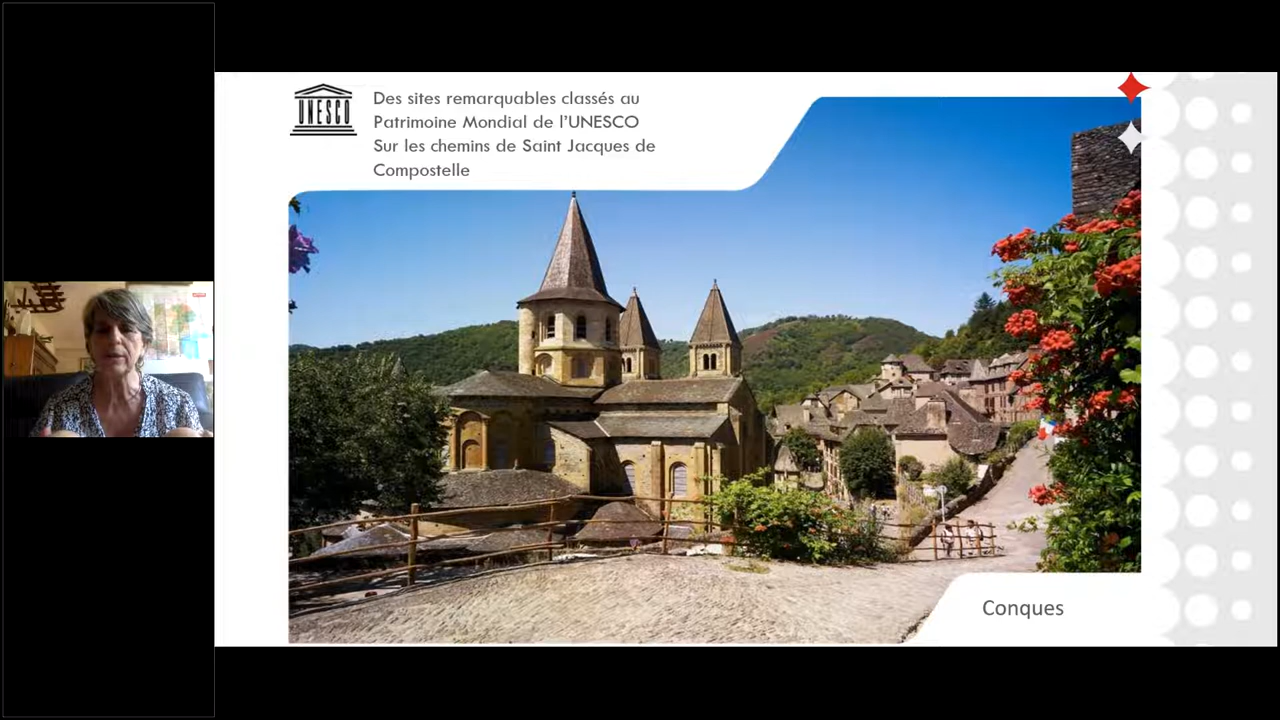 UNESCO
Des sites remarquables classés au
Patrimoine Mondial de l'UNESCO
Sur les chemins de Saint Jacques de
Compostelle
Conques